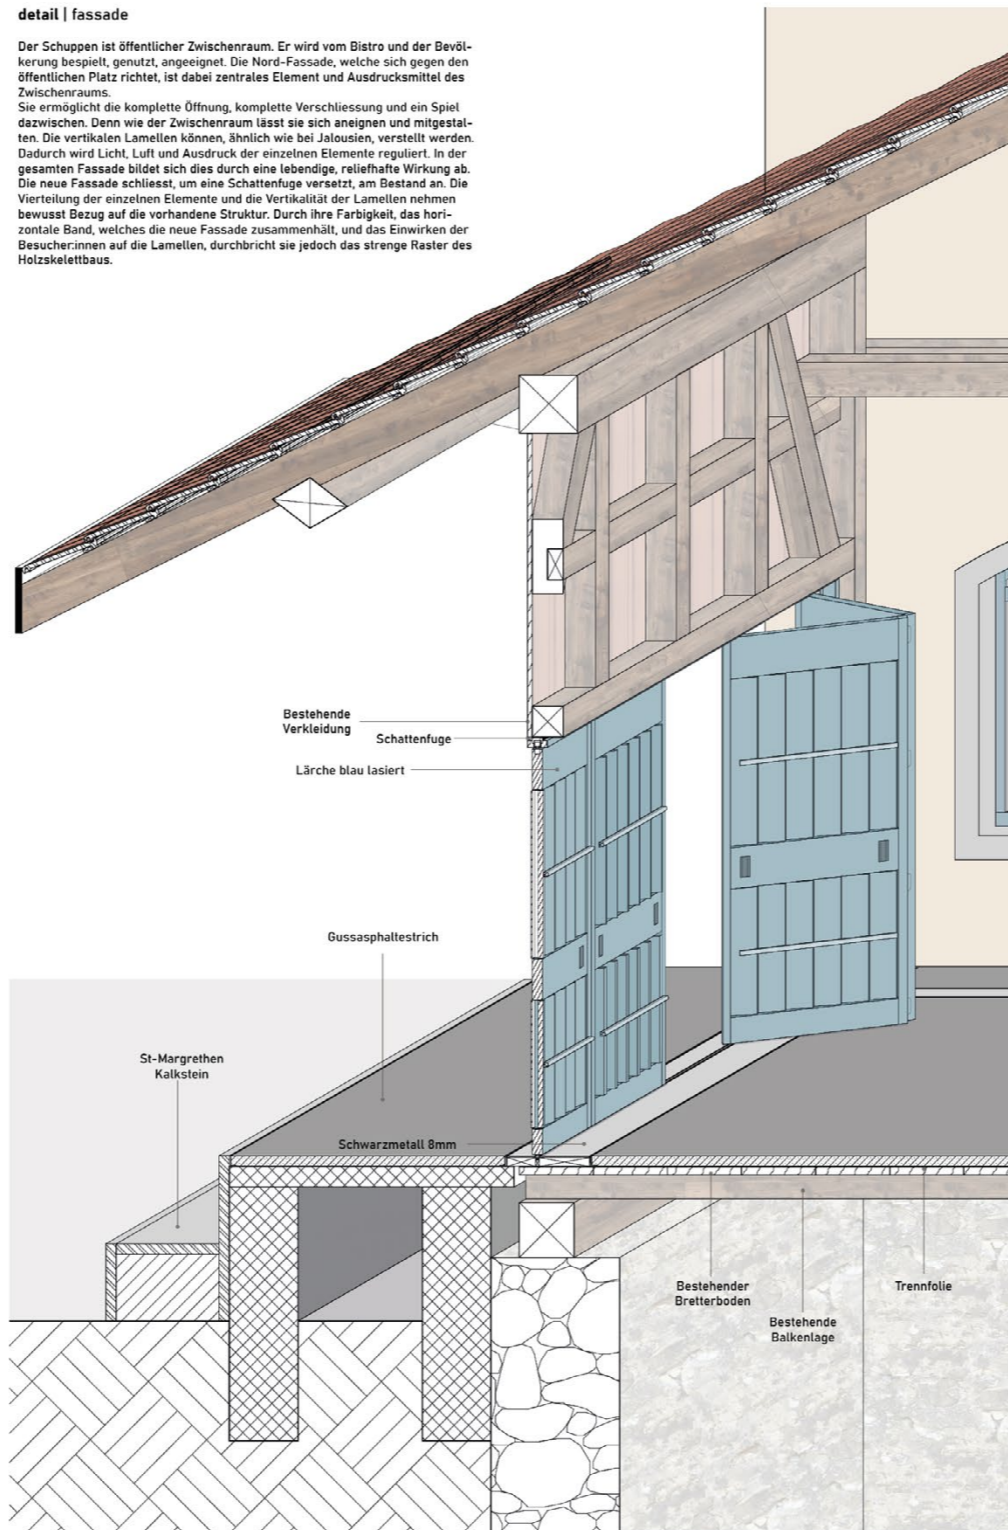 detail | fassade
Der Schuppen ist öffentlicher Zwischenraum. Er wird vom Bistro und der Bevöl-
kerung bespielt, genutzt, angeeignet. Die Nord-Fassade, welche sich gegen den
öffentlichen Platz richtet, ist dabei zentrales Element und Ausdrucksmittel des
Zwischenraums.
Sie ermöglicht die komplette Öffnung, komplette Verschliessung und ein Spiel
dazwischen. Denn wie der Zwischenraum lässt sie sich aneignen und mitgestal-
ten. Die vertikalen Lamellen können, ähnlich wie bei Jalousien, verstellt werden.
Dadurch wird Licht, Luft und Ausdruck der einzelnen Elemente reguliert. In der
gesamten Fassade bildet sich dies durch eine lebendige, reliefhafte Wirkung ab.
Die neue Fassade schliesst, um eine Schattenfuge versetzt, am Bestand an. Die
Vierteilung der einzelnen Elemente und die Vertikalität der Lamellen nehmen
bewusst Bezug auf die vorhandene Struktur. Durch ihre Farbigkeit, das hori-
zontale Band, welches die neue Fassade zusammenhält, und das Einwirken der
Besucher:innen auf die Lamellen, durchbricht sie jedoch das strenge Raster des
Holzskelettbaus.
Bestehende
Verkleidung
Schattenfuge
Lärche blau lasiert
Gussasphaltestrich
St-Margrethen
Kalkstein
Schwarzmetall 8mm
Bestehender
Bretterboden
Bestehende
Balkenlage
Trennfolie